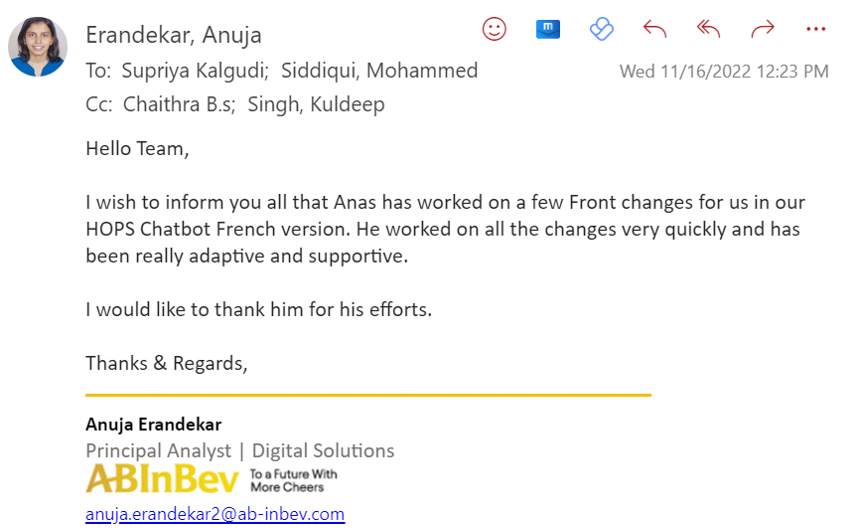 Erandekar, Anuja
To: Supriya Kalgudi; Siddiqui, Mohammed
Wed 11/16/2022 12:23 PM
Cc: Chaithra B.s; Singh, Kuldeep
Hello Team,
I wish to inform you all that Anas has worked on a few Front changes for us in our
HOPS Chatbot French version. He worked on all the changes very quickly and has
been really adaptive and supportive.
I would like to thank him for his efforts.
Thanks & Regards,
Anuja Erandekar
Principal Analyst | Digital Solutions
ABInBev To a Future With
More Cheers
anuja.erandekar2@ab-inbev.com